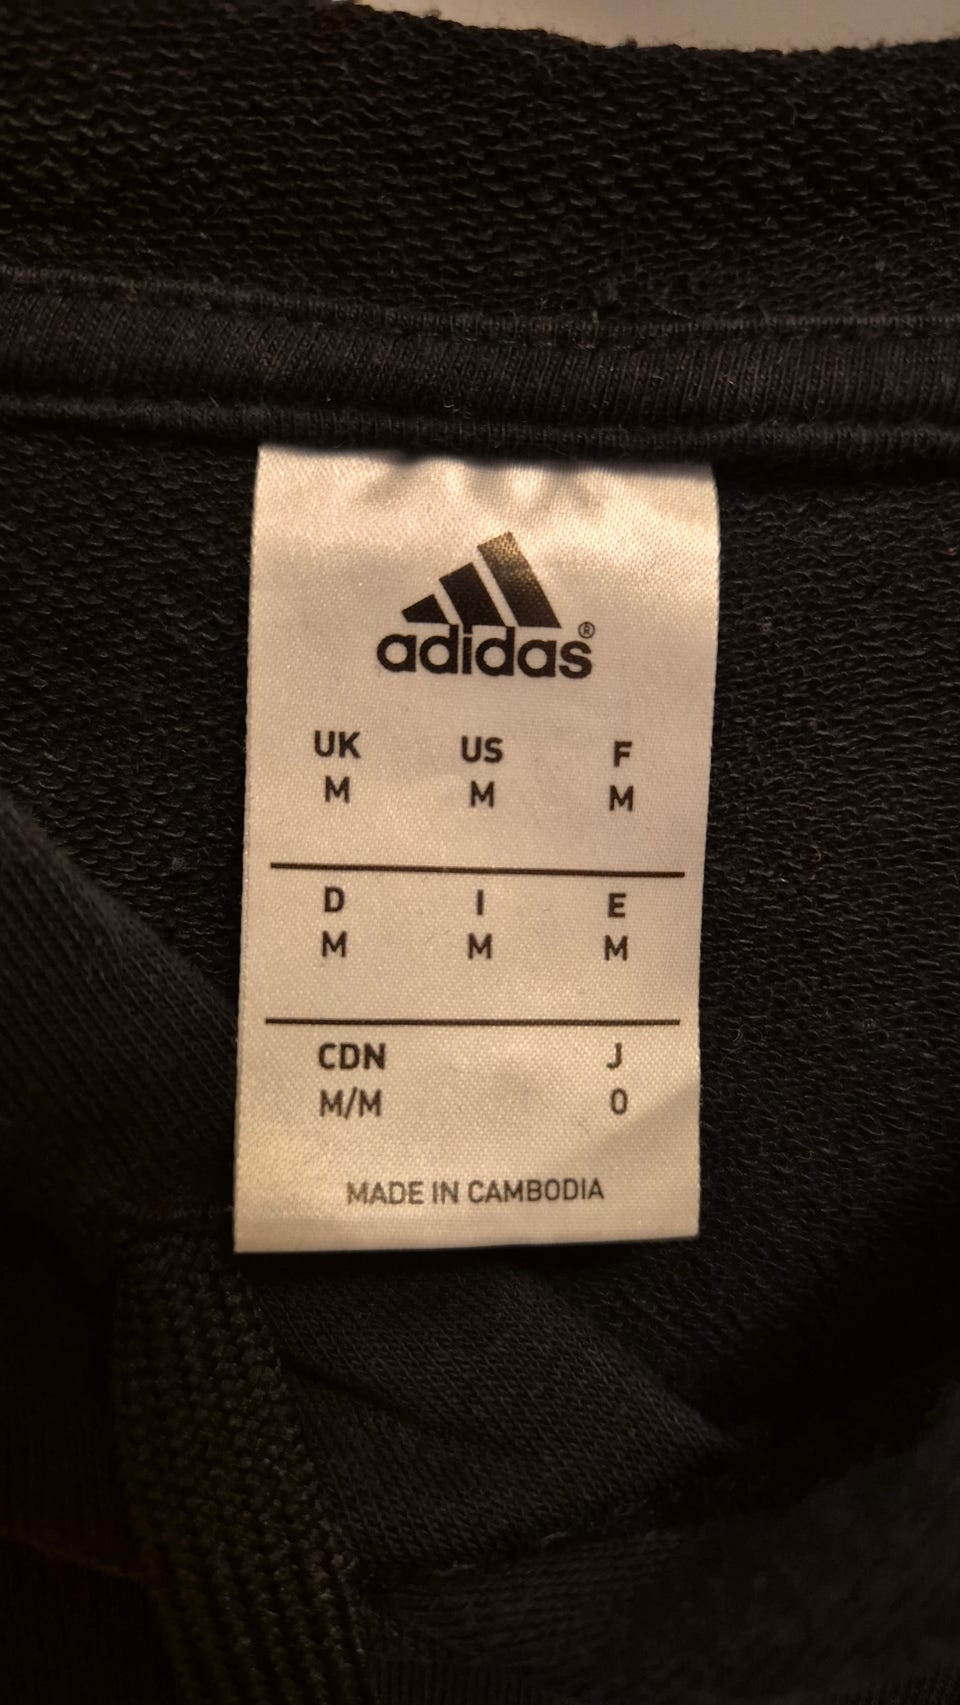 adidas®
UK US F
M M M
D I E
M M M
CDN J
M/M O
MADE IN CAMBODIA